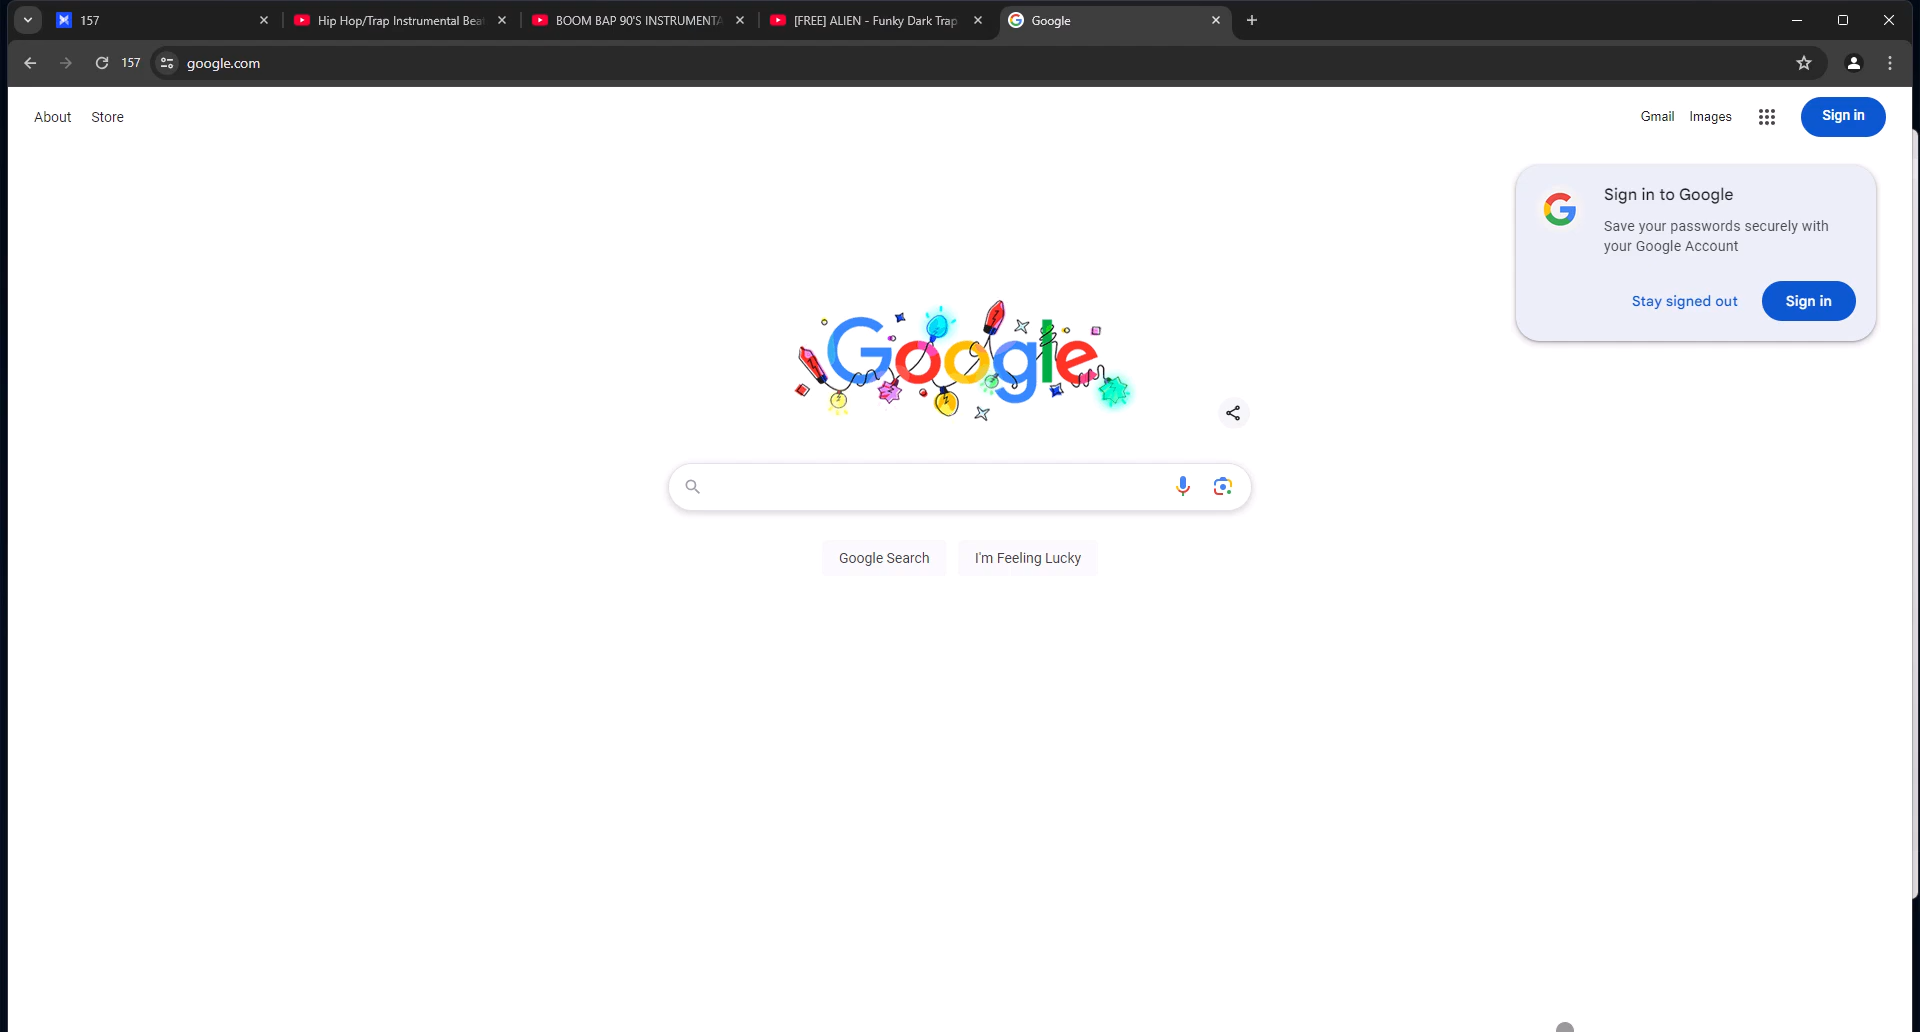 157
Hip Hop/Trap Instrumental Bea
BOOM BAP 90'S INSTRUMENTA
[FREE] ALIEN - Funky Dark Trap
Google
157
google.com
About
Store
Gmail
Images
Sign in
Sign in to Google
Save your passwords securely with
your Google Account
Stay signed out
Sign in
Google
Google Search
I'm Feeling Lucky